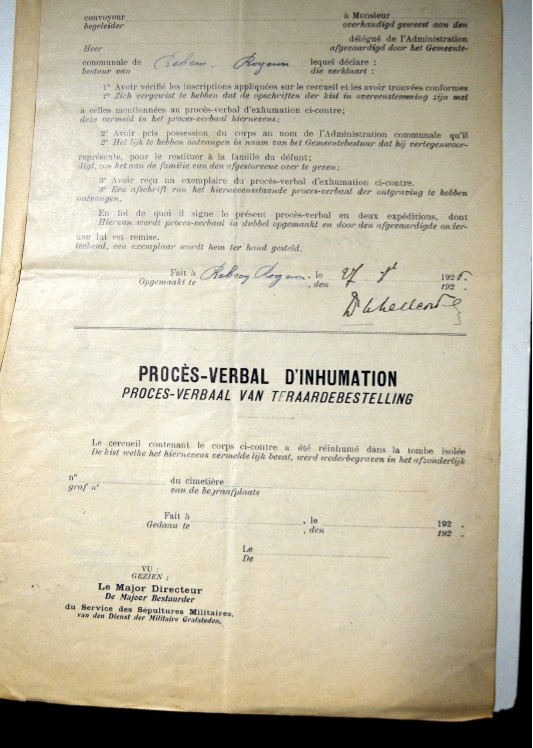 convoyeur à Monsieur
begeleider overhandigd geweest aan den
délégué de l'Administration
Heer afgevaardigd door het Gemeente-
communale de Rebecq Rognon lequel déclare :
bestuur van die verklaart :
1° Avoir vérifié les inscriptions appliquées sur le cercueil et les avoir trouvées conformes
1° Zich vergewist te hebben dat de opschriften der kist in overeenstemming zijn met
à celles mentionnées au procès-verbal d'exhumation ci-contre;
deze vermeld in het proces-verbaal hiernevens;
2° Avoir pris possession du corps au nom de l'Administration communale qu'il
2° Het lijk te hebben ontvangen in naam van het Gemeentebestuur dat hij vertegenwoor-
représente, pour le restituer à la famille du défunt;
digt, om het aan de familie van den afgestorvene over te geven;
3° Avoir reçu un exemplaire du procès-verbal d'exhumation ci-contre.
3° Een afschrift van het hiernevensstaande proces-verbaal der ontgraving te hebben
ontvangen.
En foi de quoi il signe le présent procès-verbal en deux expéditions, dont
Hiervan wordt proces-verbaal in dubbel opgemaakt en door den afgevaardigde onder-
une lui est remise.
teekend, een exemplaar wordt hem ter hand gesteld.
Fait à Rebecq Rognon, le 27 192
Opgemaakt te , den 192 .
PROCÈS-VERBAL D'INHUMATION
PROCES-VERBAAL VAN TERAARDEBESTELLING
Le cercueil contenant le corps ci-contre a été réinhumé dans la tombe isolée
De kist welke het hiernevens vermelde lijk bevat, werd wederbegraven in het afzonderlijk
n° du cimetière
graf n° van de begraafplaats
Fait à , le 192 .
Gedaan te , den 192 .
Le
De
VU :
GEZIEN :
Le Major Directeur
De Majoor Bestuurder
du Service des Sépultures Militaires,
van den Dienst der Militaire Grafsteden,